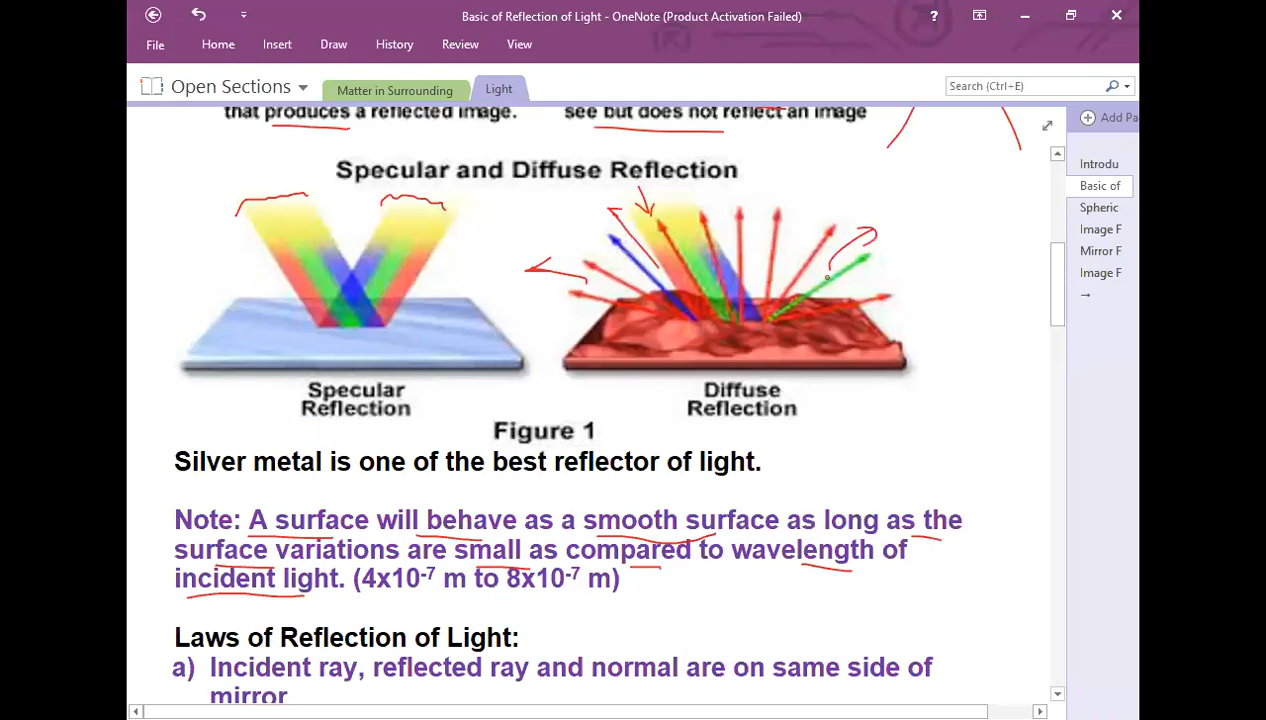 Basic of Reflection of Light - OneNote (Product Activation Failed)
?
File Home Insert Draw History Review View
Open Sections Matter in Surrounding Light Search (Ctrl+E)
that produces a reflected image. see but does not reflect an image
Add Pa
Introdu
Basic of
Spheric
Image F
Mirror F
Image F
Specular and Diffuse Reflection
Specular
Reflection
Diffuse
Reflection
Figure 1
Silver metal is one of the best reflector of light.
Note: A surface will behave as a smooth surface as long as the
surface variations are small as compared to wavelength of
incident light. (4x10⁻⁷ m to 8x10⁻⁷ m)
Laws of Reflection of Light:
a) Incident ray, reflected ray and normal are on same side of
mirror